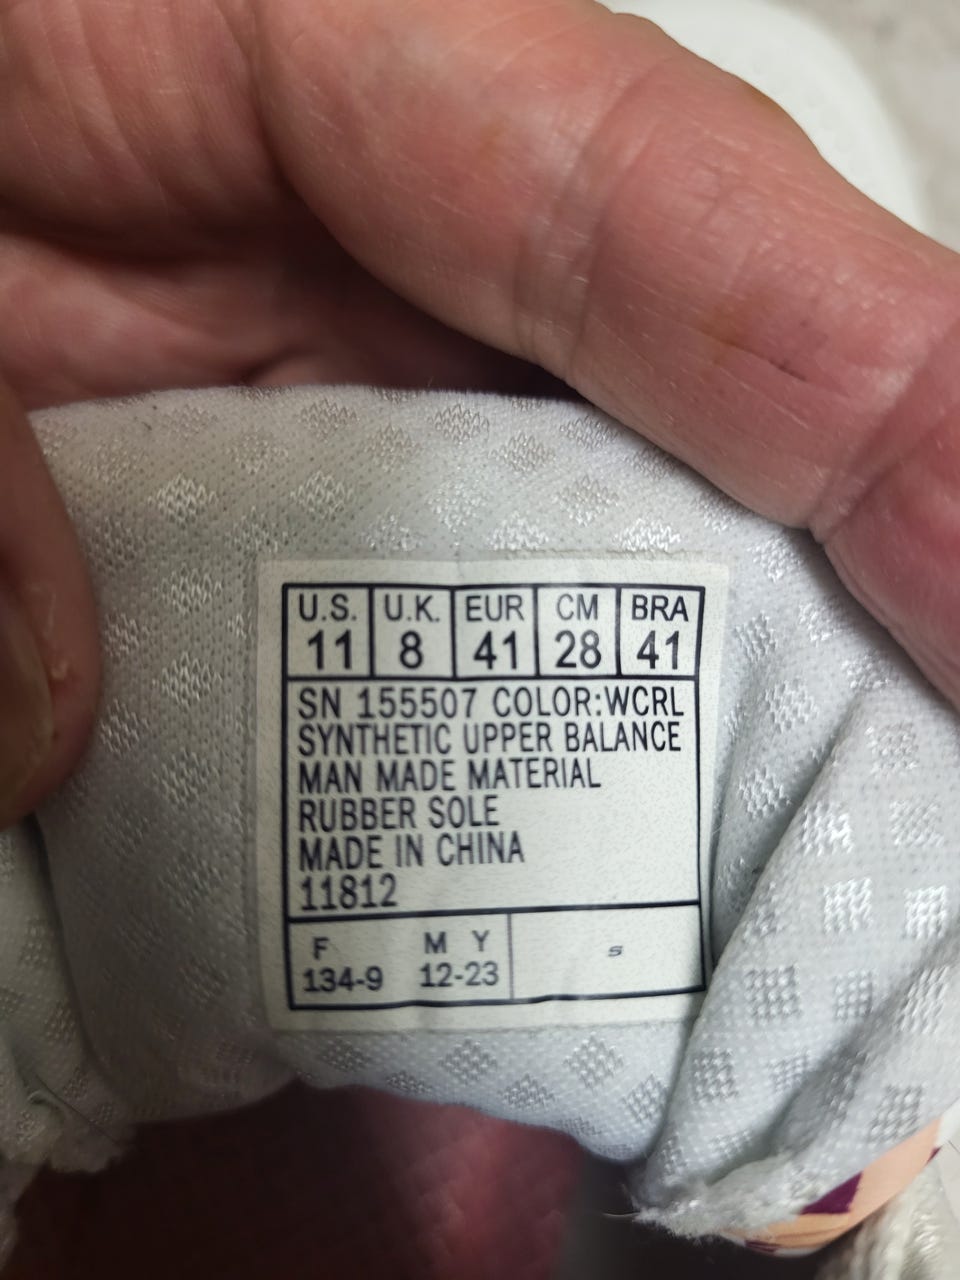 U.S. U.K. EUR CM BRA
11 8 41 28 41
SN 155507 COLOR:WCRL
SYNTHETIC UPPER BALANCE
MAN MADE MATERIAL
RUBBER SOLE
MADE IN CHINA
11812
F M Y
134-9 12-23
s